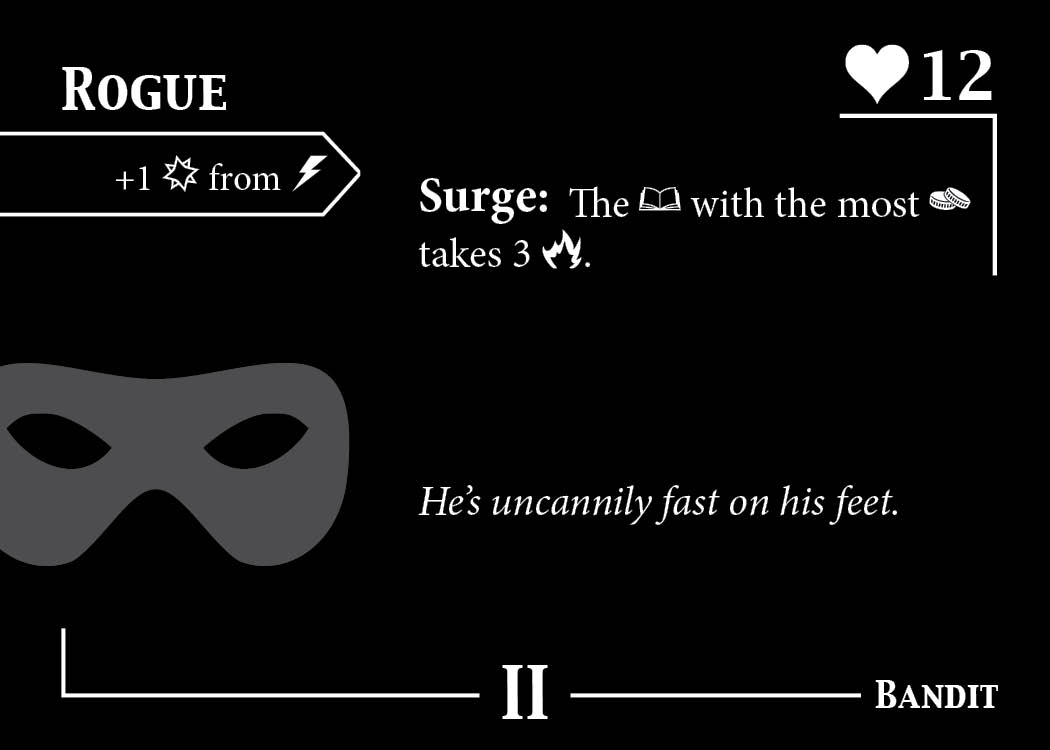 ROGUE
12
+1 from
Surge: The with the most
takes 3 .
He's uncannily fast on his feet.
II
BANDIT